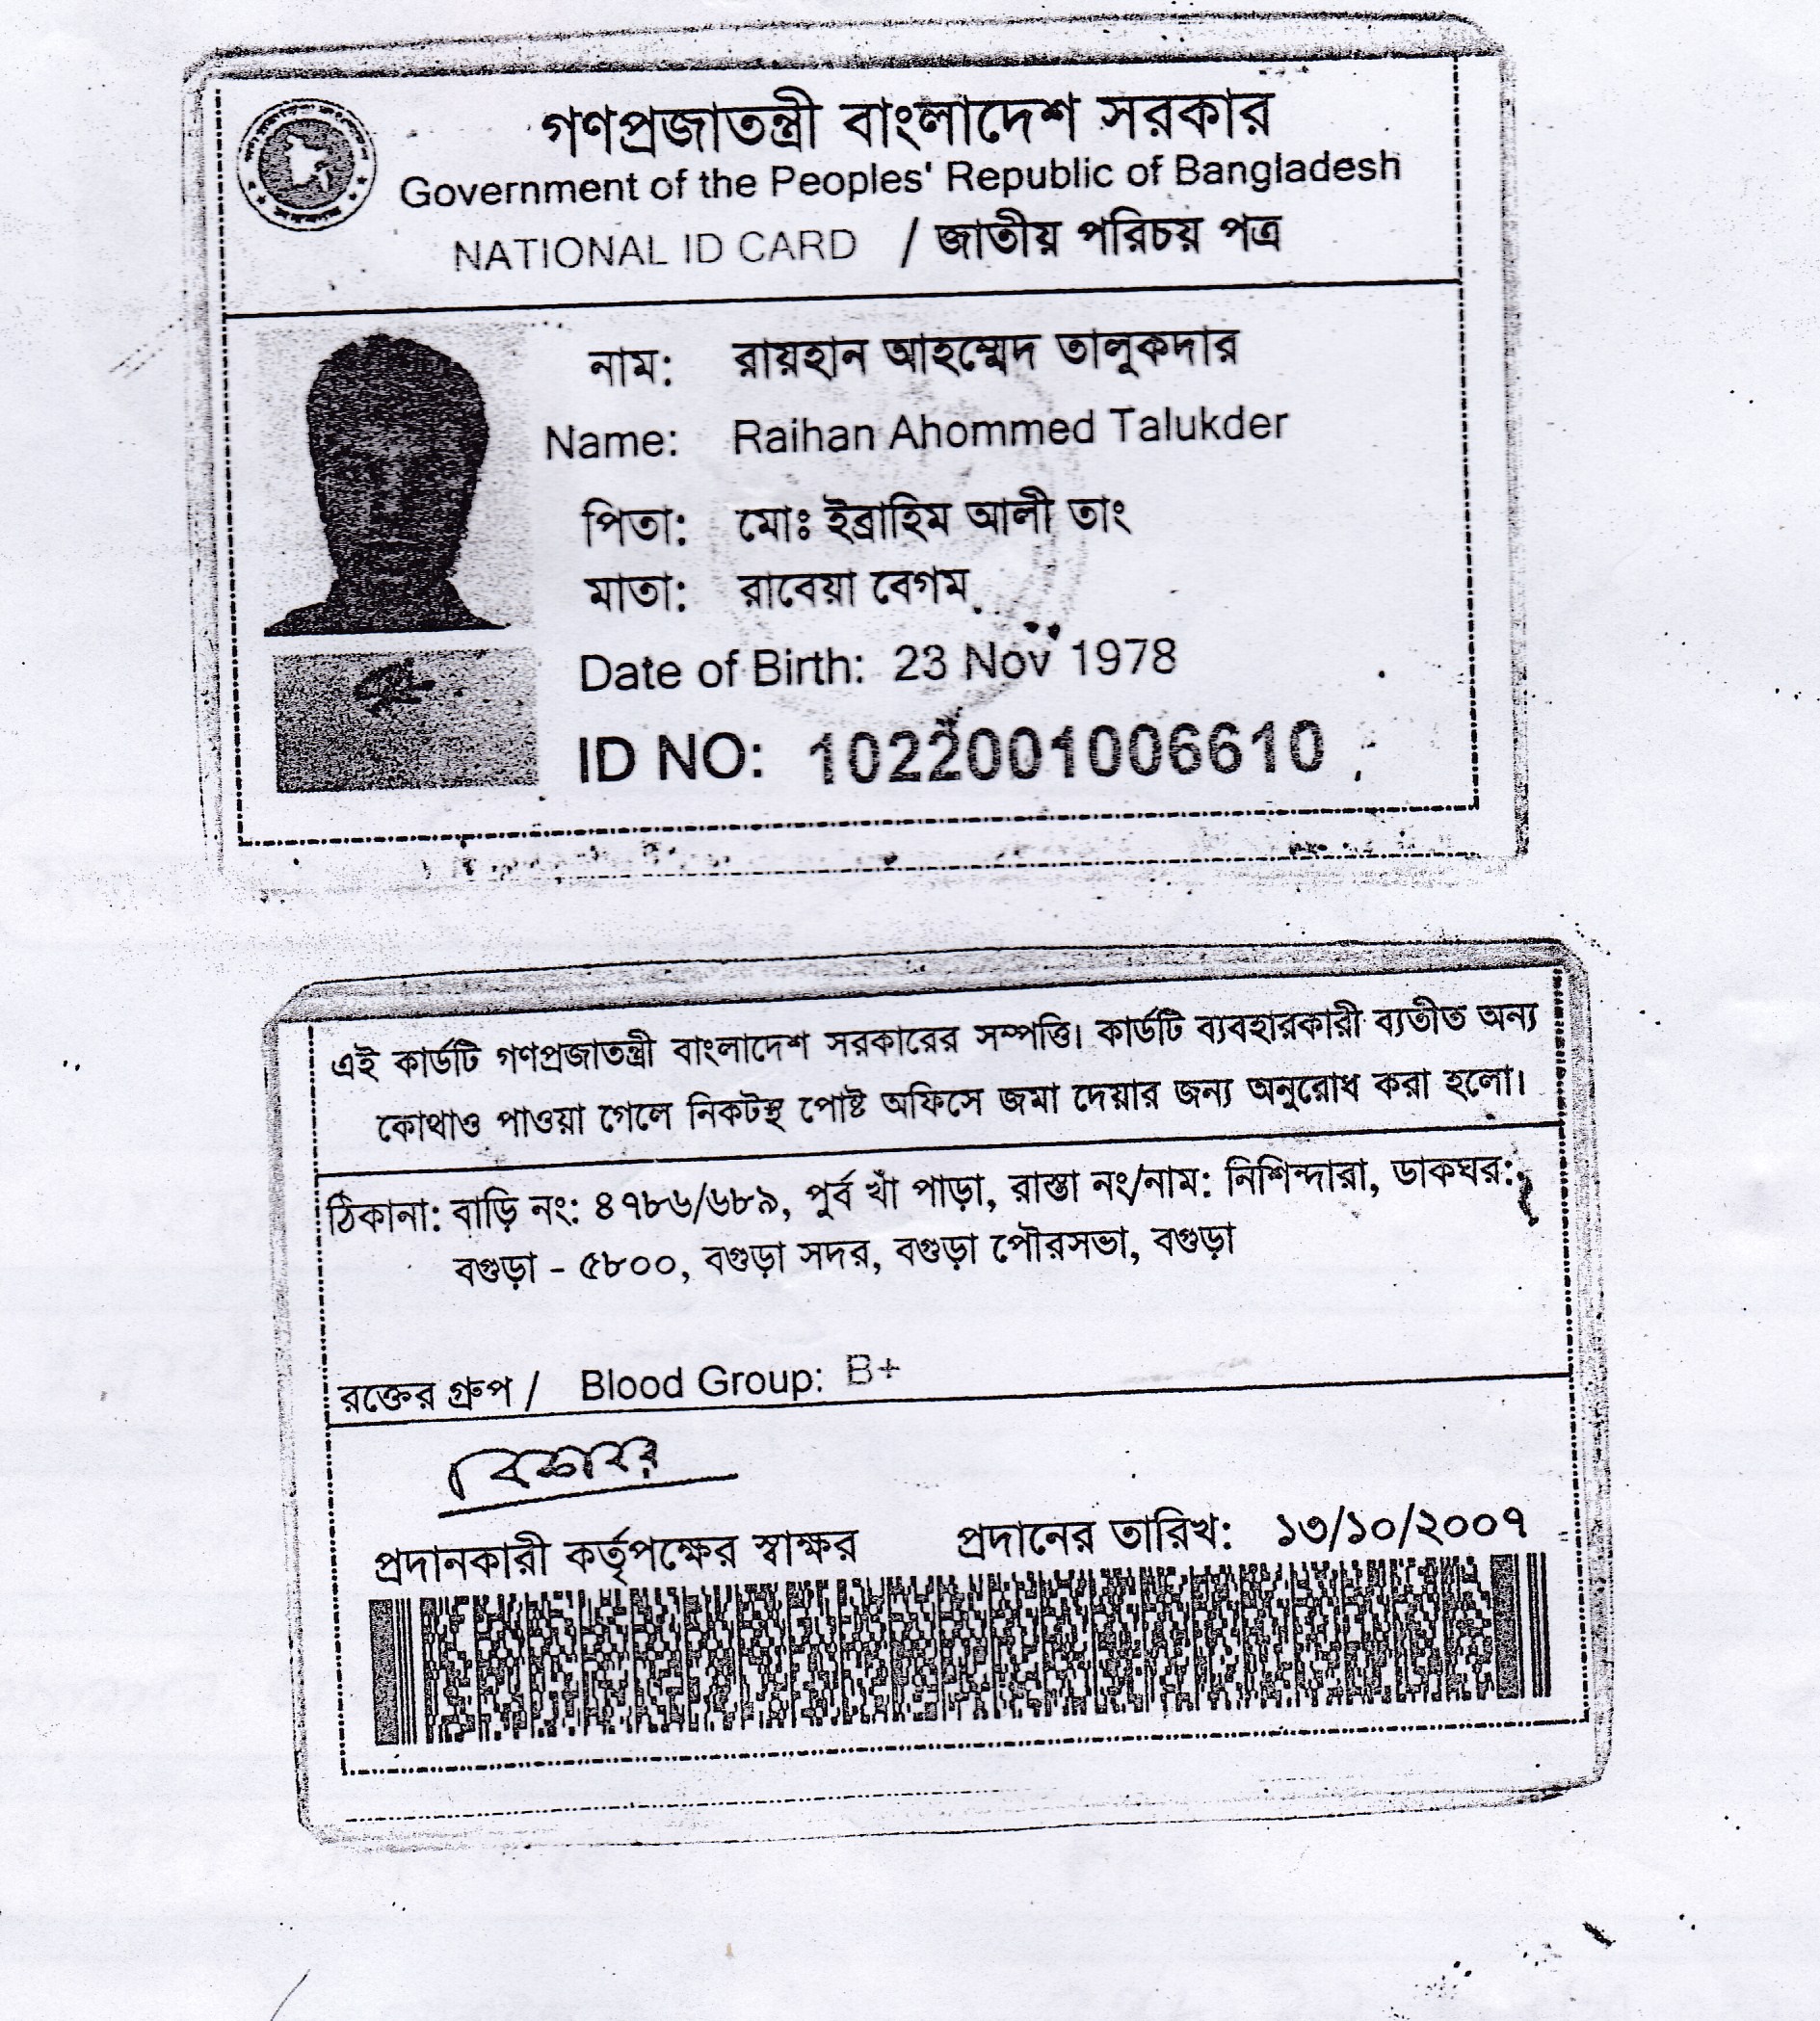 গণপ্রজাতন্ত্রী বাংলাদেশ সরকার
Government of the Peoples' Republic of Bangladesh
NATIONAL ID CARD / জাতীয় পরিচয় পত্র
নাম: রায়হান আহম্মেদ তালুকদার
Name: Raihan Ahommed Talukder
পিতা: মোঃ ইব্রাহিম আলী তাং
মাতা: রাবেয়া বেগম
Date of Birth: 23 Nov 1978
ID NO: 1022001006610
এই কার্ডটি গণপ্রজাতন্ত্রী বাংলাদেশ সরকারের সম্পত্তি। কার্ডটি ব্যবহারকারী ব্যতীত অন্য
কোথাও পাওয়া গেলে নিকটস্থ পোষ্ট অফিসে জমা দেয়ার জন্য অনুরোধ করা হলো।
ঠিকানা: বাড়ি নং: ৪৭৮৬/৬৮৯, পুর্ব খাঁ পাড়া, রাস্তা নং/নাম: নিশিন্দারা, ডাকঘর:
বগুড়া - ৫৮০০, বগুড়া সদর, বগুড়া পৌরসভা, বগুড়া
রক্তের গ্রুপ / Blood Group: B+
প্রদানকারী কর্তৃপক্ষের স্বাক্ষর প্রদানের তারিখ: ১৩/১০/২০০৭